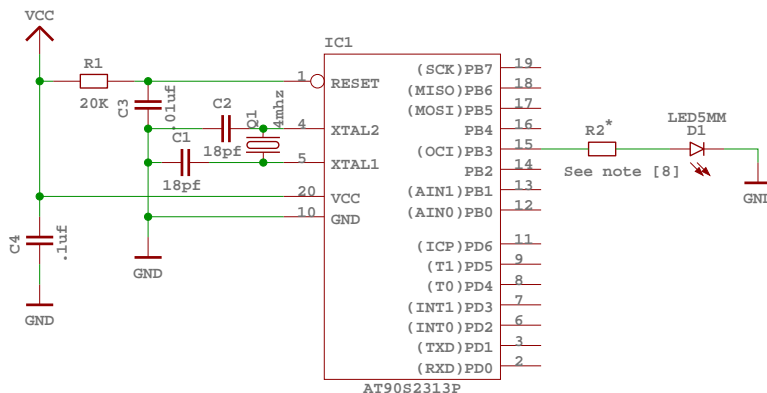 VCC
IC1
R1
20K
C3
.01uf
C2
18pf
Q1
4mhz
C1
18pf
C4
.1uf
GND
GND
1
RESET
4
XTAL2
5
XTAL1
20
VCC
10
GND
(SCK)PB7 19
(MISO)PB6 18
(MOSI)PB5 17
PB4 16
(OCI)PB3 15
PB2 14
(AIN1)PB1 13
(AIN0)PB0 12
(ICP)PD6 11
(T1)PD5 9
(T0)PD4 8
(INT1)PD3 7
(INT0)PD2 6
(TXD)PD1 3
(RXD)PD0 2
AT90S2313P
R2*
See note [8]
LED5MM
D1
GND